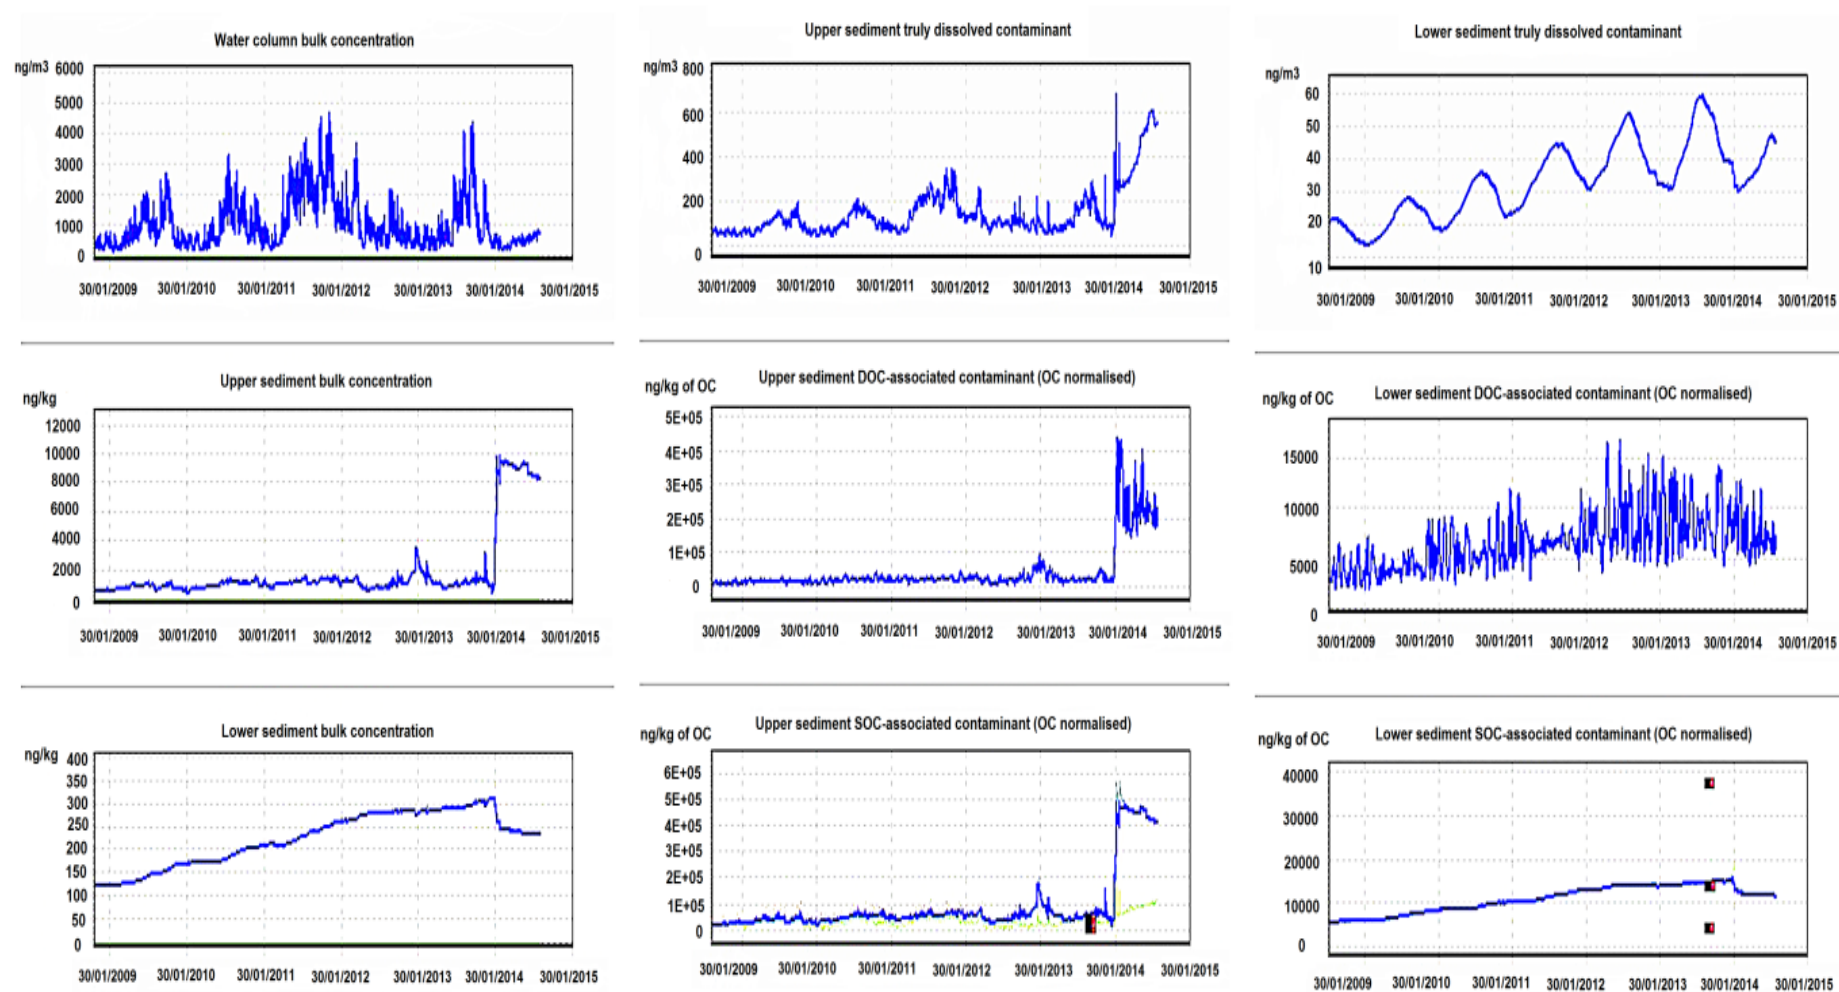 Water column bulk concentration
ng/m3
6000
5000
4000
3000
2000
1000
0
30/01/2009 30/01/2010 30/01/2011 30/01/2012 30/01/2013 30/01/2014 30/01/2015
Upper sediment truly dissolved contaminant
ng/m3
800
600
400
200
0
30/01/2009 30/01/2010 30/01/2011 30/01/2012 30/01/2013 30/01/2014 30/01/2015
Lower sediment truly dissolved contaminant
ng/m3
60
50
40
30
20
10
30/01/2009 30/01/2010 30/01/2011 30/01/2012 30/01/2013 30/01/2014 30/01/2015
Upper sediment bulk concentration
ng/kg
12000
10000
8000
6000
4000
2000
0
30/01/2009 30/01/2010 30/01/2011 30/01/2012 30/01/2013 30/01/2014 30/01/2015
Upper sediment DOC-associated contaminant (OC normalised)
ng/kg of OC
5E+05
4E+05
3E+05
2E+05
1E+05
0
30/01/2009 30/01/2010 30/01/2011 30/01/2012 30/01/2013 30/01/2014 30/01/2015
Lower sediment DOC-associated contaminant (OC normalised)
ng/kg of OC
15000
10000
5000
0
30/01/2009 30/01/2010 30/01/2011 30/01/2012 30/01/2013 30/01/2014 30/01/2015
Lower sediment bulk concentration
ng/kg
400
350
300
250
200
150
100
50
0
30/01/2009 30/01/2010 30/01/2011 30/01/2012 30/01/2013 30/01/2014 30/01/2015
Upper sediment SOC-associated contaminant (OC normalised)
ng/kg of OC
6E+05
5E+05
4E+05
3E+05
2E+05
1E+05
0
30/01/2009 30/01/2010 30/01/2011 30/01/2012 30/01/2013 30/01/2014 30/01/2015
Lower sediment SOC-associated contaminant (OC normalised)
ng/kg of OC
40000
30000
20000
10000
0
30/01/2009 30/01/2010 30/01/2011 30/01/2012 30/01/2013 30/01/2014 30/01/2015